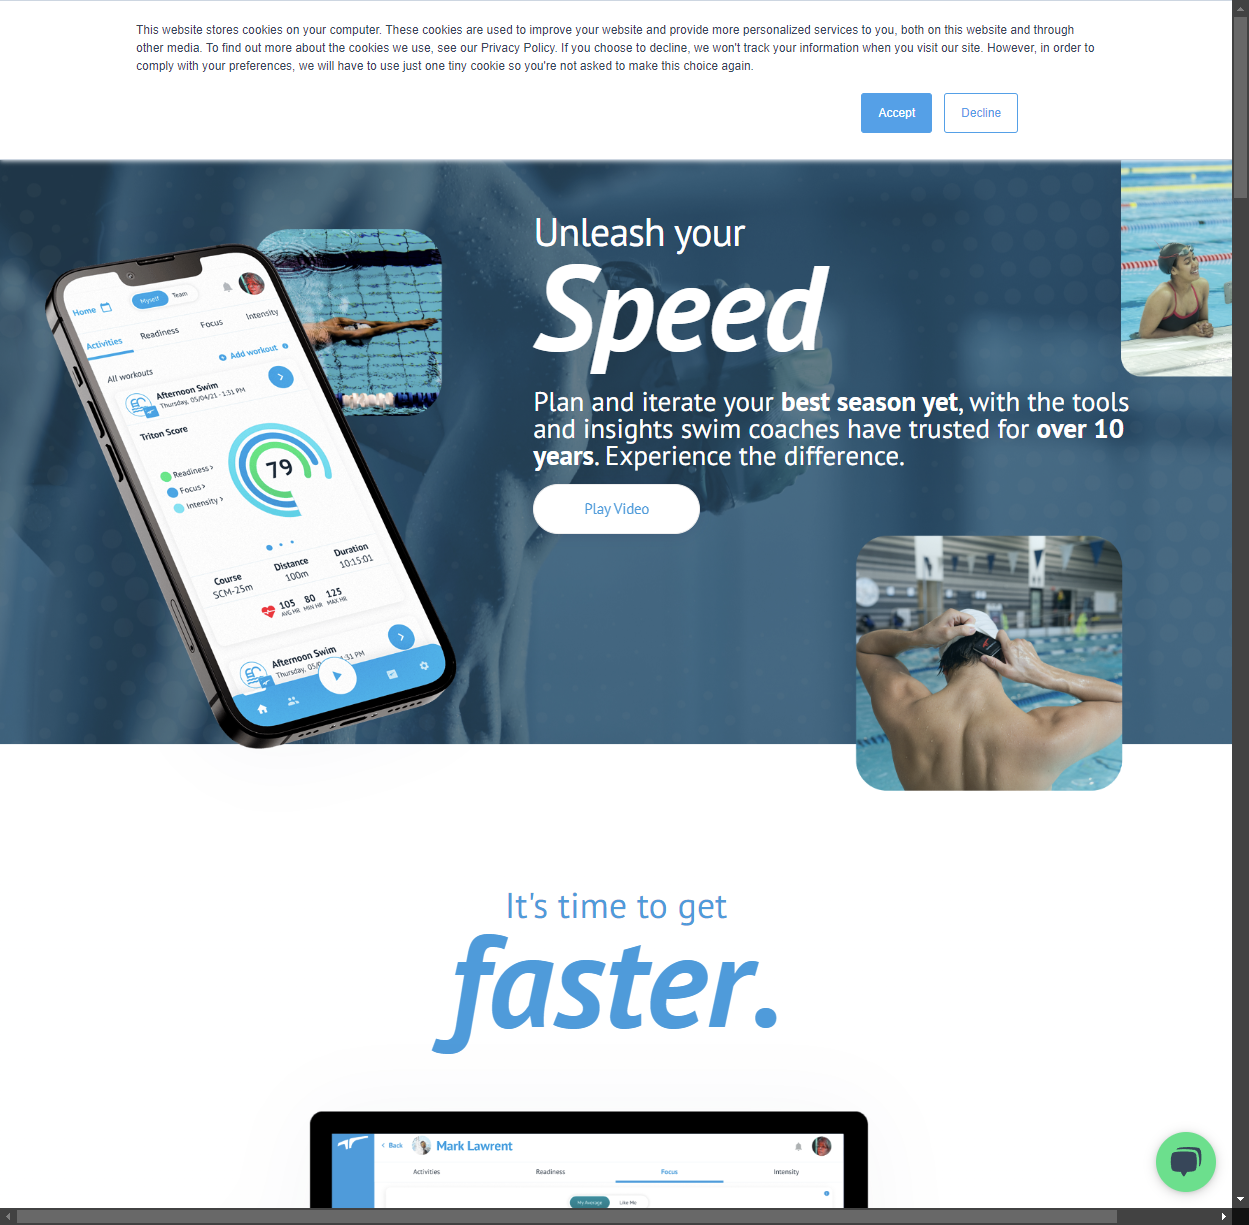 This website stores cookies on your computer. These cookies are used to improve your website and provide more personalized services to you, both on this website and through
other media. To find out more about the cookies we use, see our Privacy Policy. If you choose to decline, we won't track your information when you visit our site. However, in order to
comply with your preferences, we will have to use just one tiny cookie so you're not asked to make this choice again.
Accept
Decline
Unleash your
Speed
Plan and iterate your best season yet, with the tools
and insights swim coaches have trusted for over 10
years. Experience the difference.
Play Video
Home
Myself
Team
Activities
Readiness
Focus
Intensity
Add workout
All workouts
Afternoon Swim
Thursday, 05/04/21 - 1:31 PM
Triton Score
Readiness >
Focus >
Intensity >
79
Course
SCM-25m
Distance
100m
Duration
10:15:01
105
AVG HR
80
MIN HR
125
MAX HR
Afternoon Swim
Thursday, 05/0
1:31 PM
It's time to get
faster.
< Back
Mark Lawrent
Activities
Readiness
Focus
Intensity
My Average
Like Me